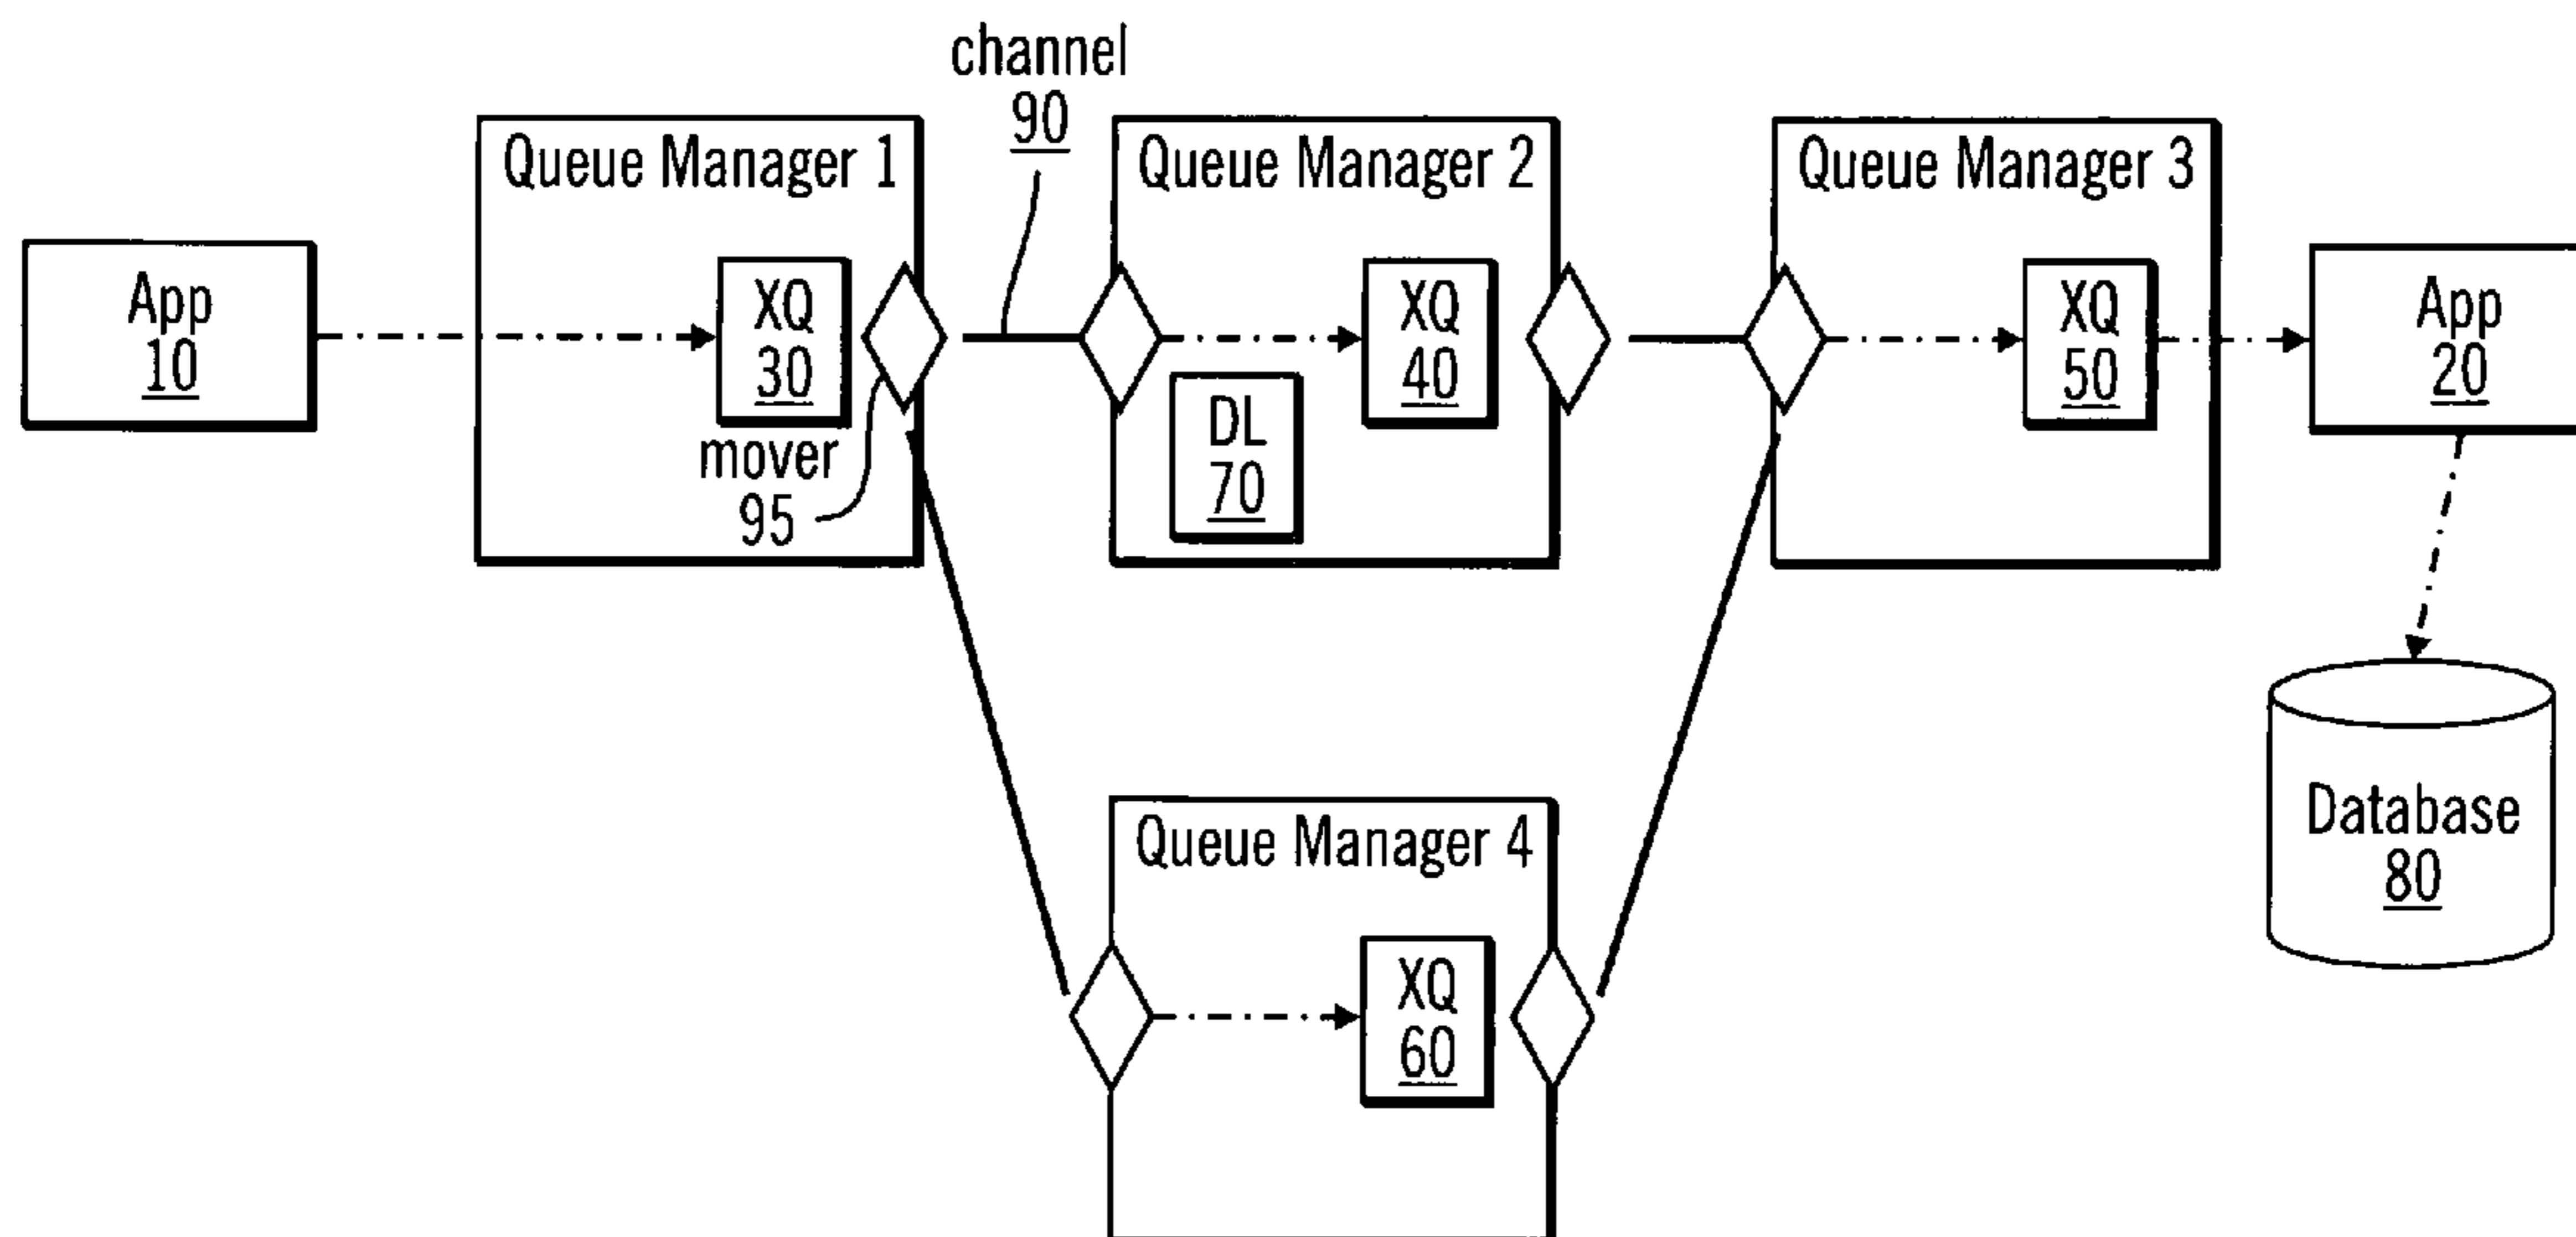 channel
90
Queue Manager 1
Queue Manager 2
Queue Manager 3
App
10
XQ
30
XQ
40
XQ
50
App
20
mover
95
DL
70
Queue Manager 4
XQ
60
Database
80